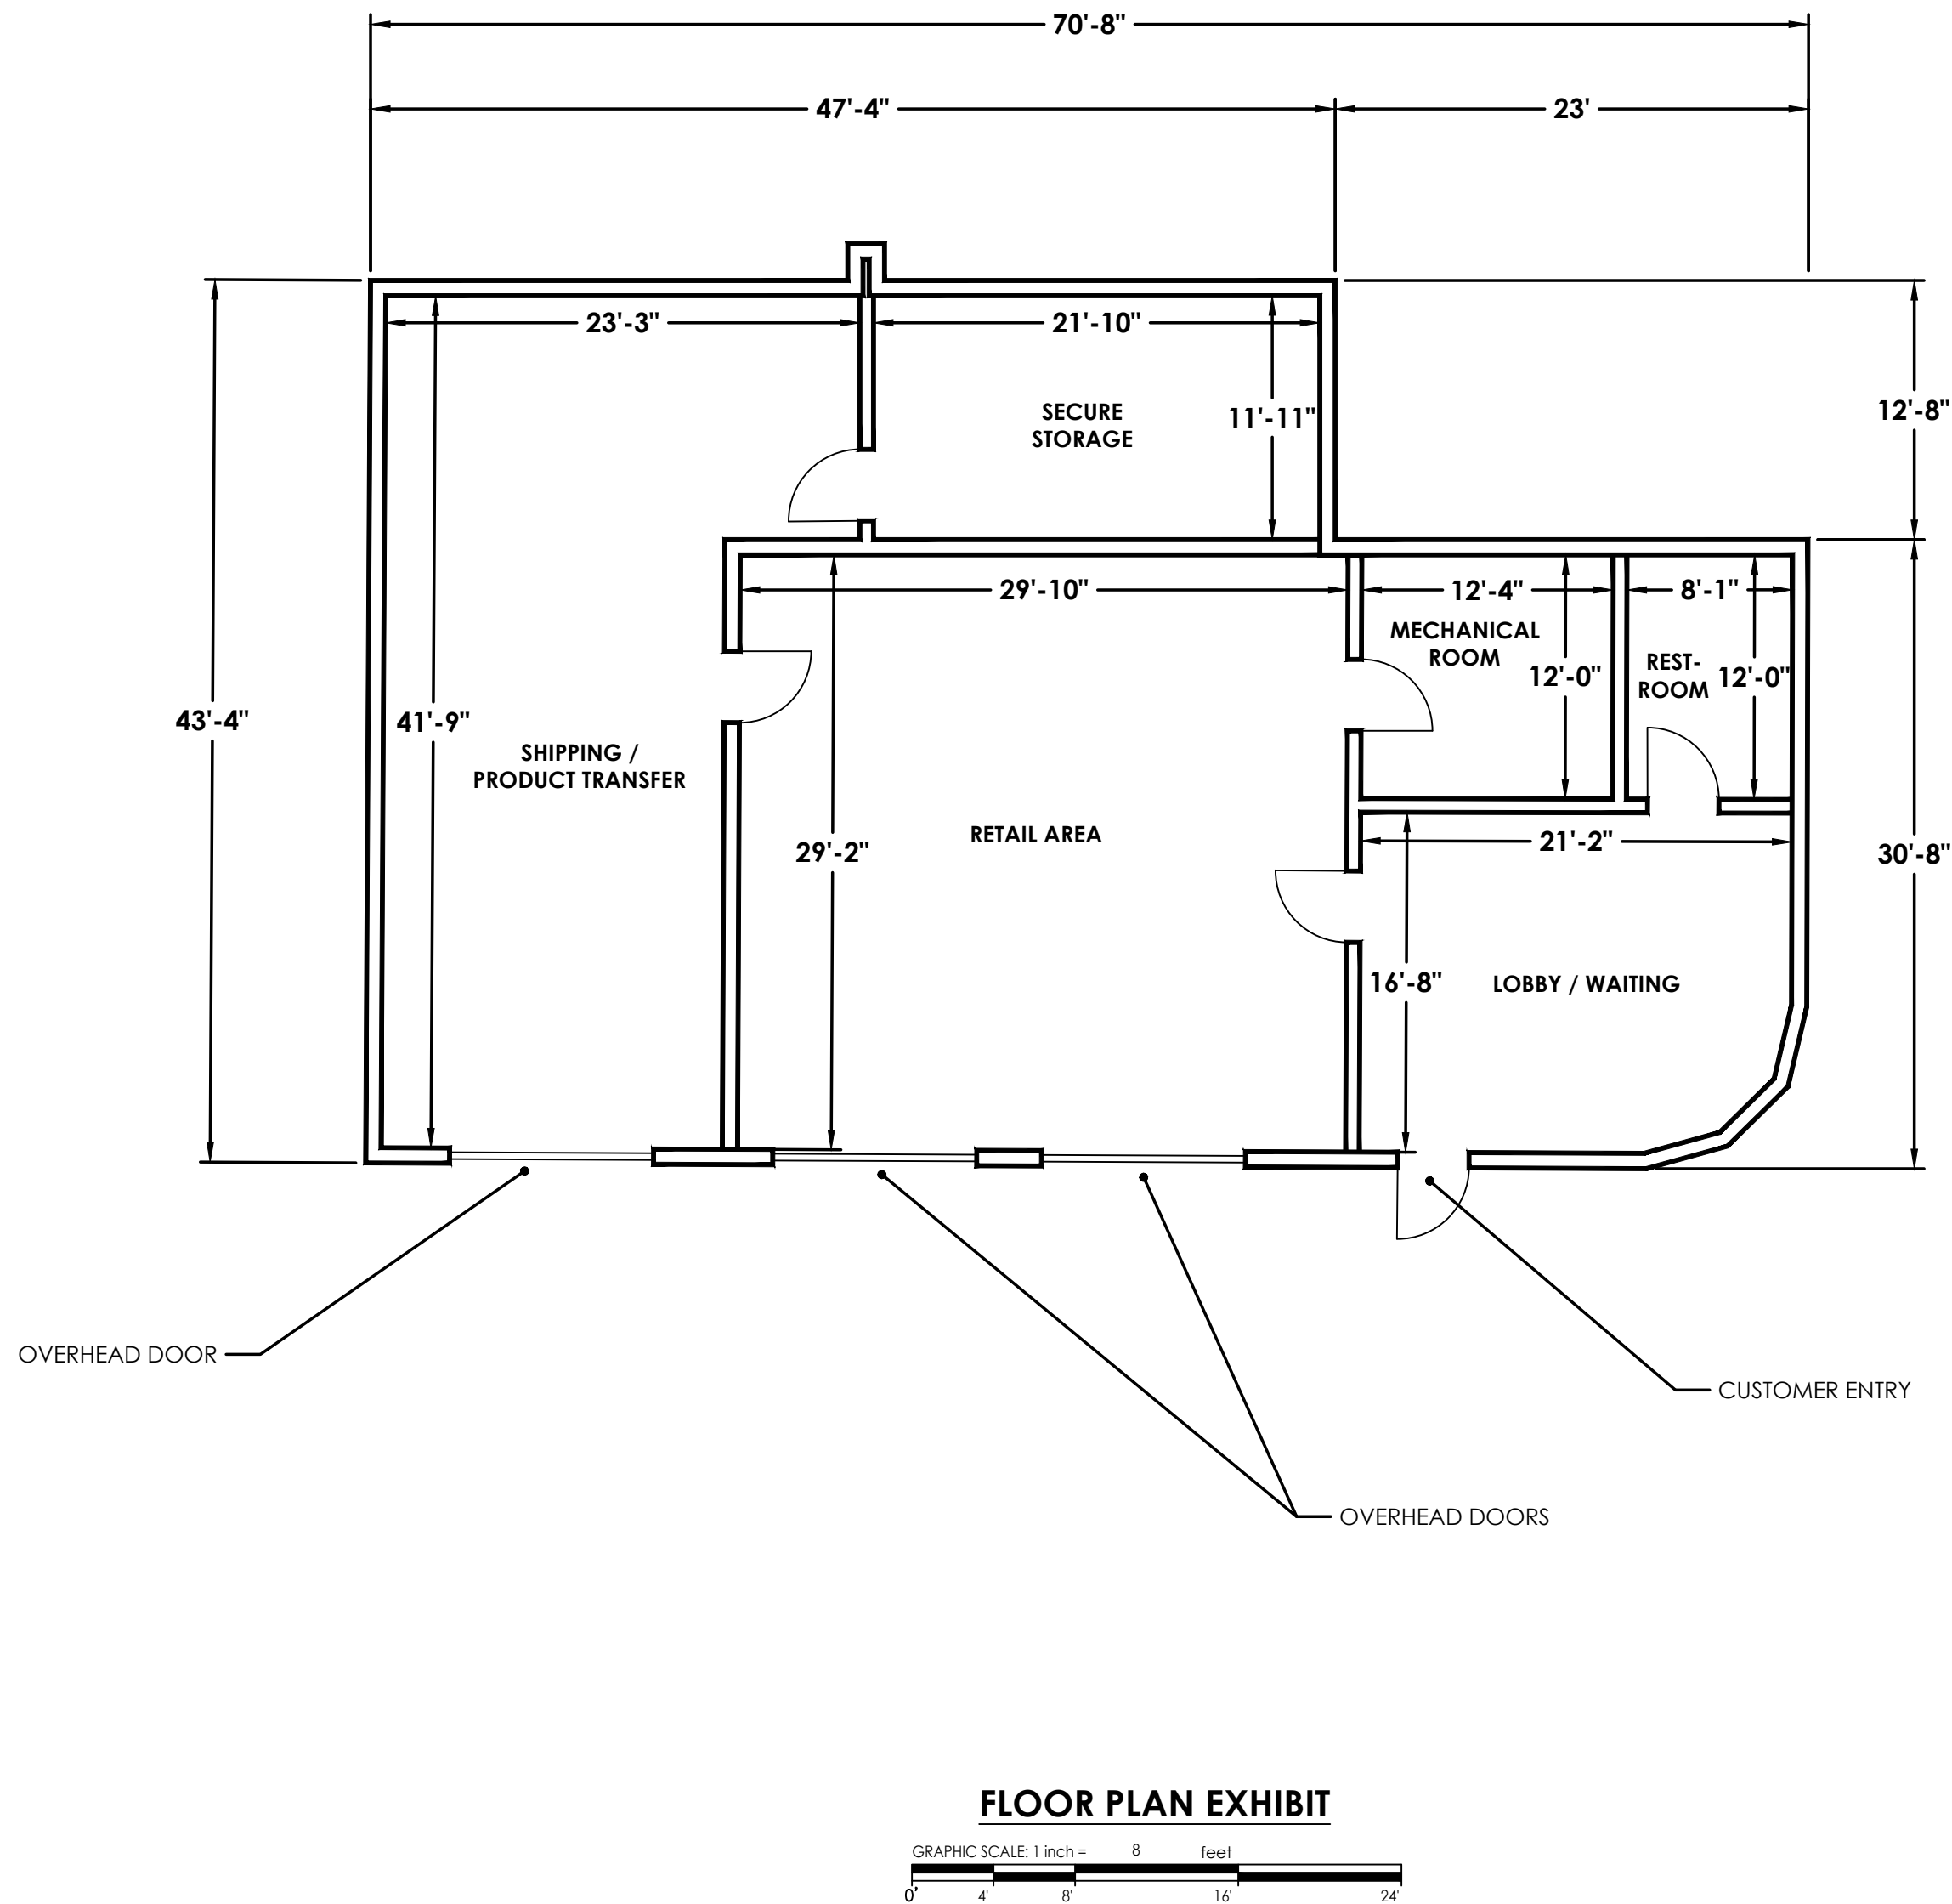 70'-8"
47'-4"
23'
23'-3"
21'-10"
SECURE
STORAGE
11'-11"
12'-8"
29'-10"
12'-4"
8'-1"
MECHANICAL
ROOM
REST-
ROOM
12'-0"
12'-0"
43'-4"
41'-9"
SHIPPING /
PRODUCT TRANSFER
RETAIL AREA
29'-2"
21'-2"
30'-8"
16'-8"
LOBBY / WAITING
OVERHEAD DOOR
CUSTOMER ENTRY
OVERHEAD DOORS
FLOOR PLAN EXHIBIT
GRAPHIC SCALE: 1 inch = 8 feet
0' 4' 8' 16' 24'